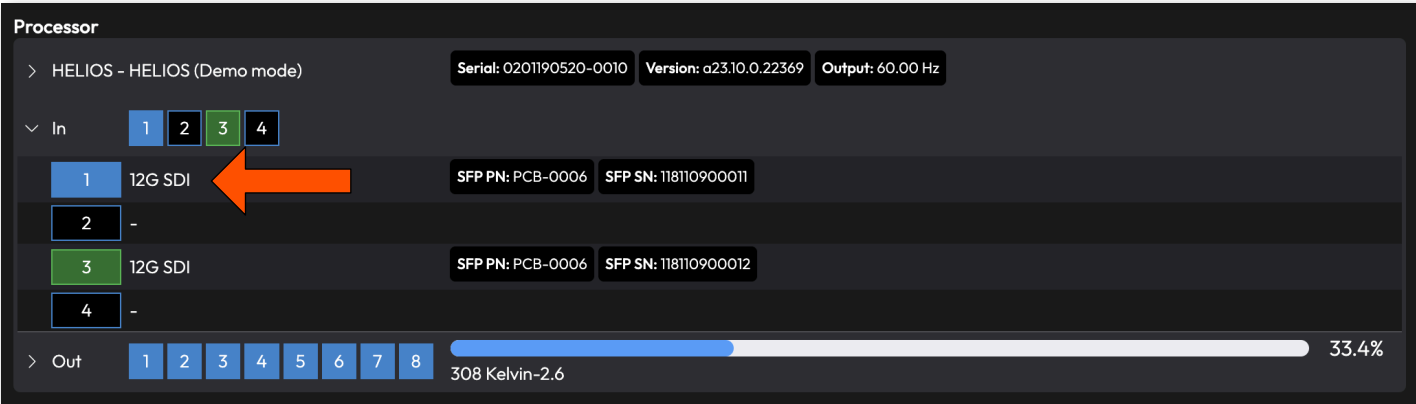 Processor
HELIOS - HELIOS (Demo mode) Serial: 0201190520-0010 Version: a23.10.0.22369 Output: 60.00 Hz
In 1 2 3 4
1 12G SDI SFP PN: PCB-0006 SFP SN: 118110900011
2 -
3 12G SDI SFP PN: PCB-0006 SFP SN: 118110900012
4 -
Out 1 2 3 4 5 6 7 8 33.4%
308 Kelvin-2.6